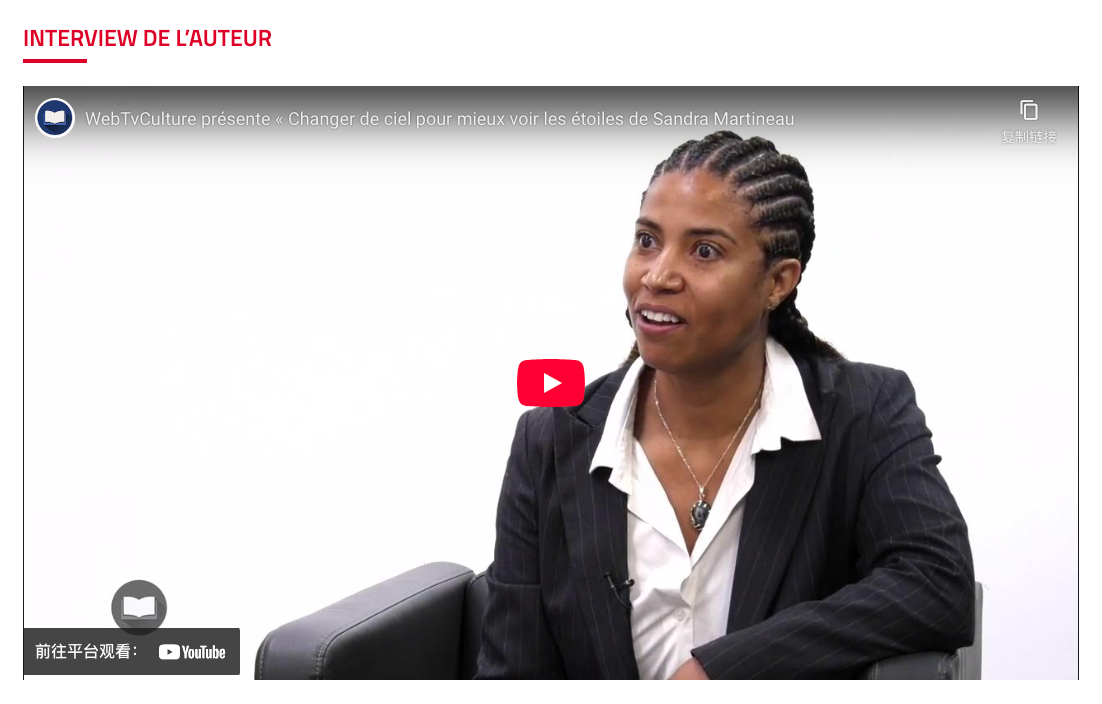 INTERVIEW DE L’AUTEUR
WebTvCulture présente « Changer de ciel pour mieux voir les étoiles de Sandra Martineau
复制链接
前往平台观看： YouTube